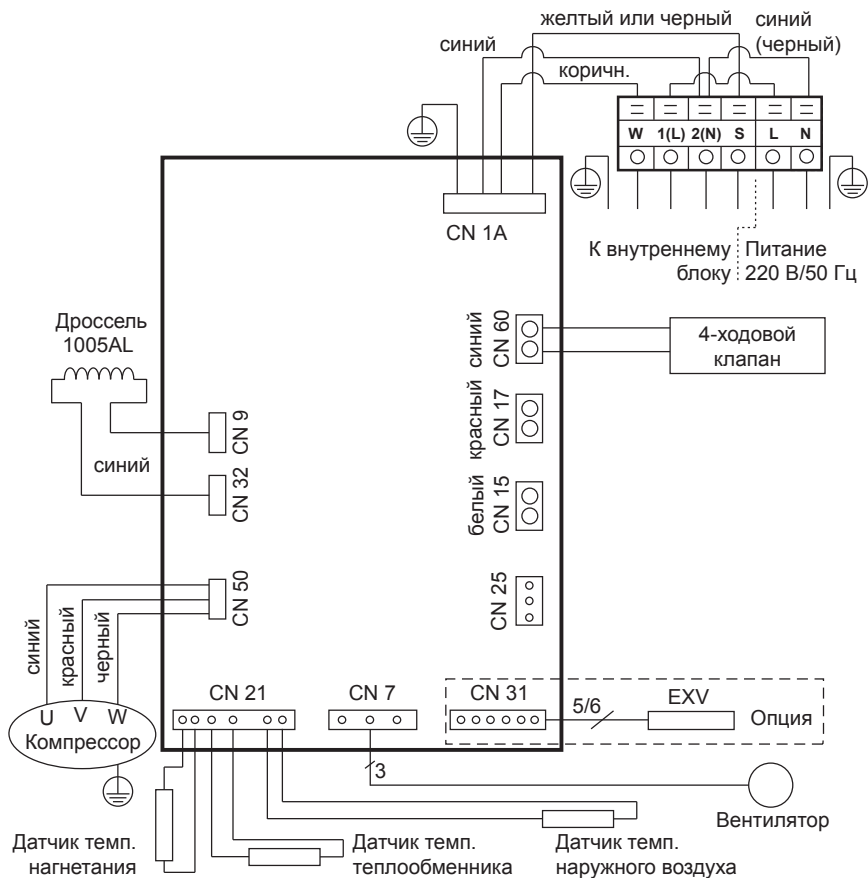 желтый или черный
синий
(черный)
синий
коричн.
W 1(L) 2(N) S L N
CN 1A
К внутреннему
блоку
Питание
220 В/50 Гц
Дроссель
1005AL
синий
CN 60
4-ходовой
клапан
красный
CN 17
CN 9
синий
CN 32
белый
CN 15
CN 50
CN 25
синий
красный
черный
U V W
Компрессор
CN 21
CN 7
CN 31
5/6
EXV
Опция
3
Вентилятор
Датчик темп.
нагнетания
Датчик темп.
теплообменника
Датчик темп.
наружного воздуха